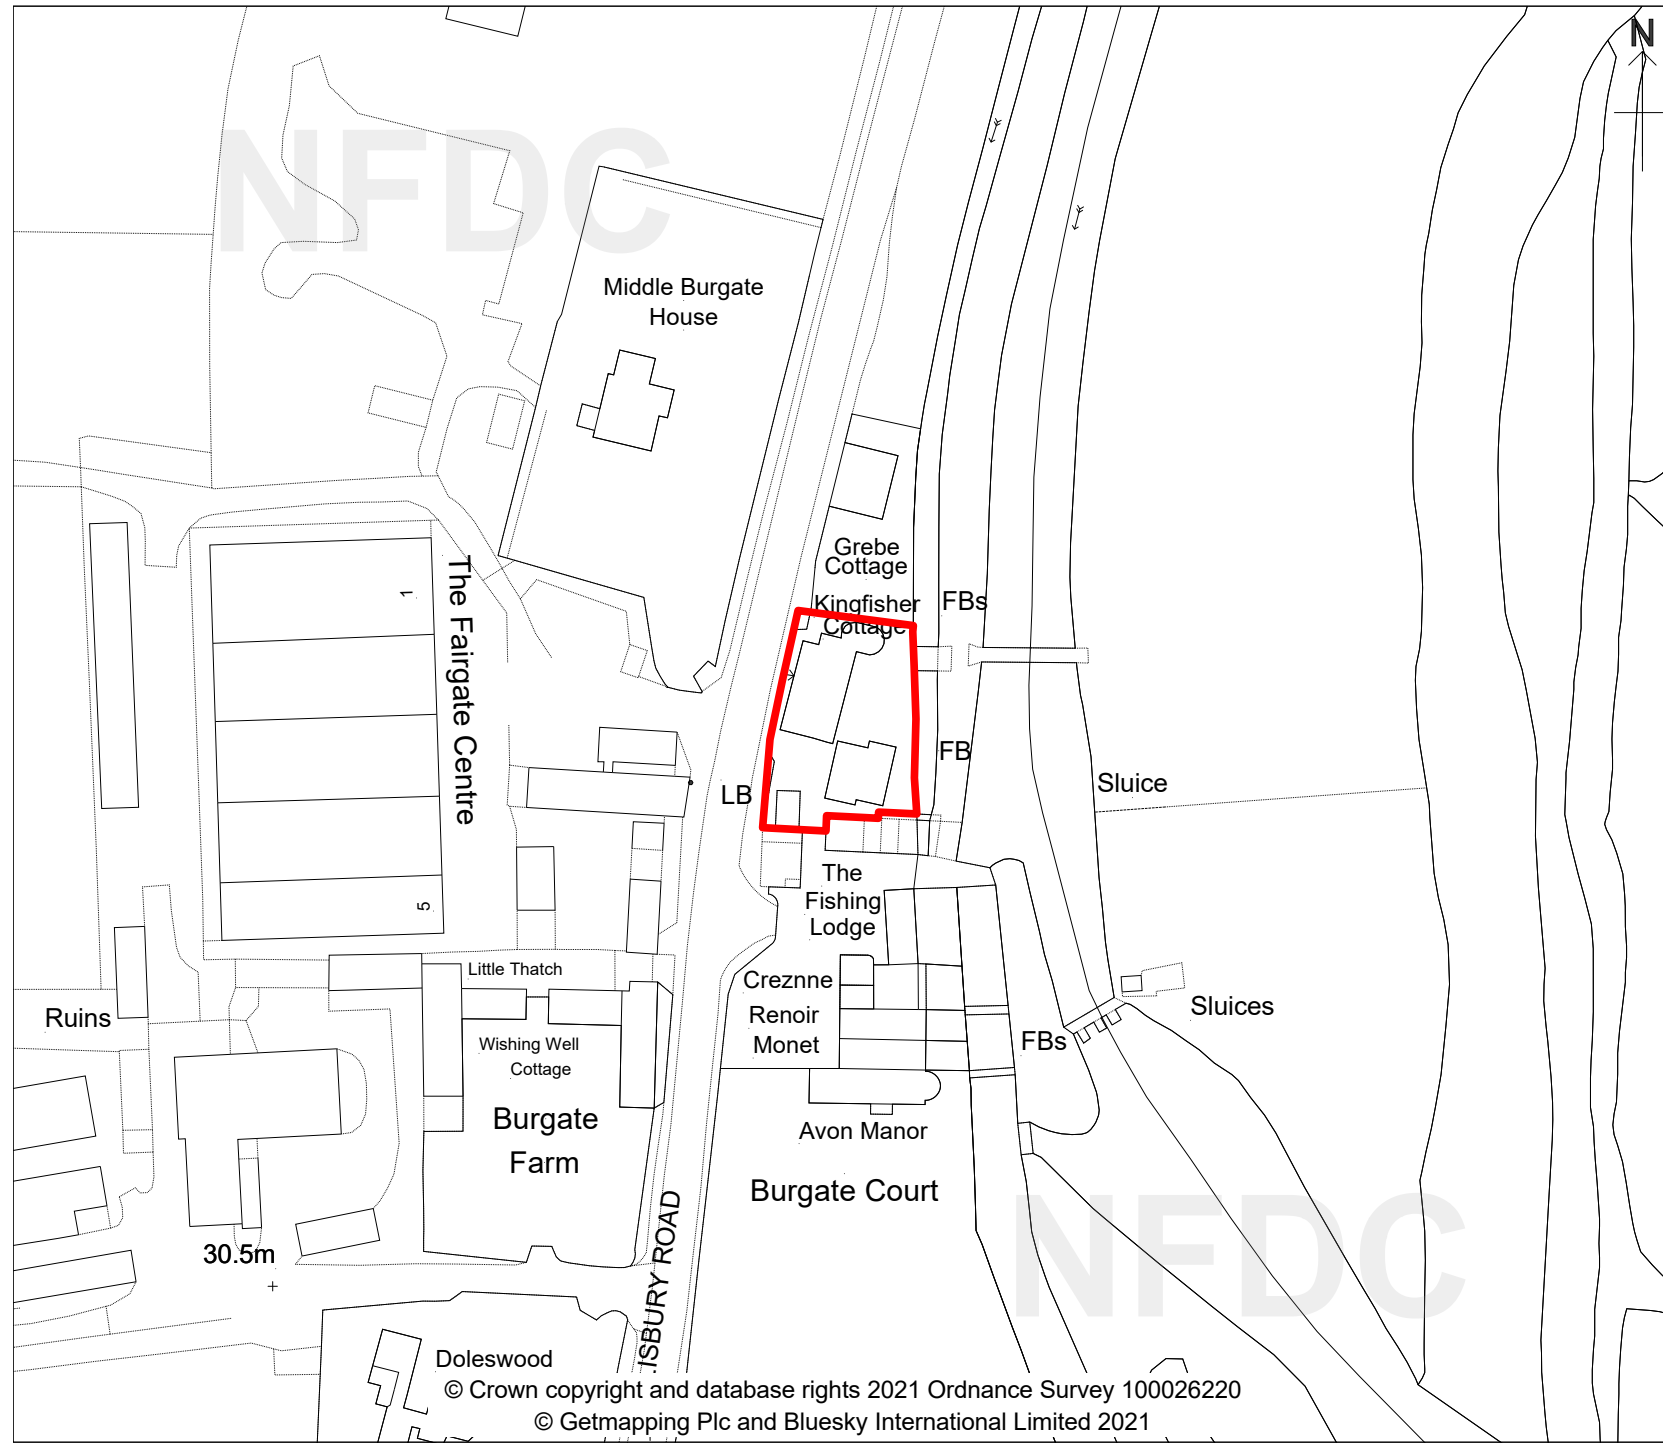 N
NFDC
Middle Burgate
House
Grebe
Cottage
Kingfisher
Cottage
FBs
1
The Fairgate Centre
FB
Sluice
LB
The
Fishing
Lodge
5
Little Thatch
Creznne
Ruins
Renoir
Sluices
Monet
FBs
Wishing Well
Cottage
Burgate
Farm
Avon Manor
Burgate Court
NFDC
30.5m
ISBURY ROAD
Doleswood
© Crown copyright and database rights 2021 Ordnance Survey 100026220
© Getmapping Plc and Bluesky International Limited 2021